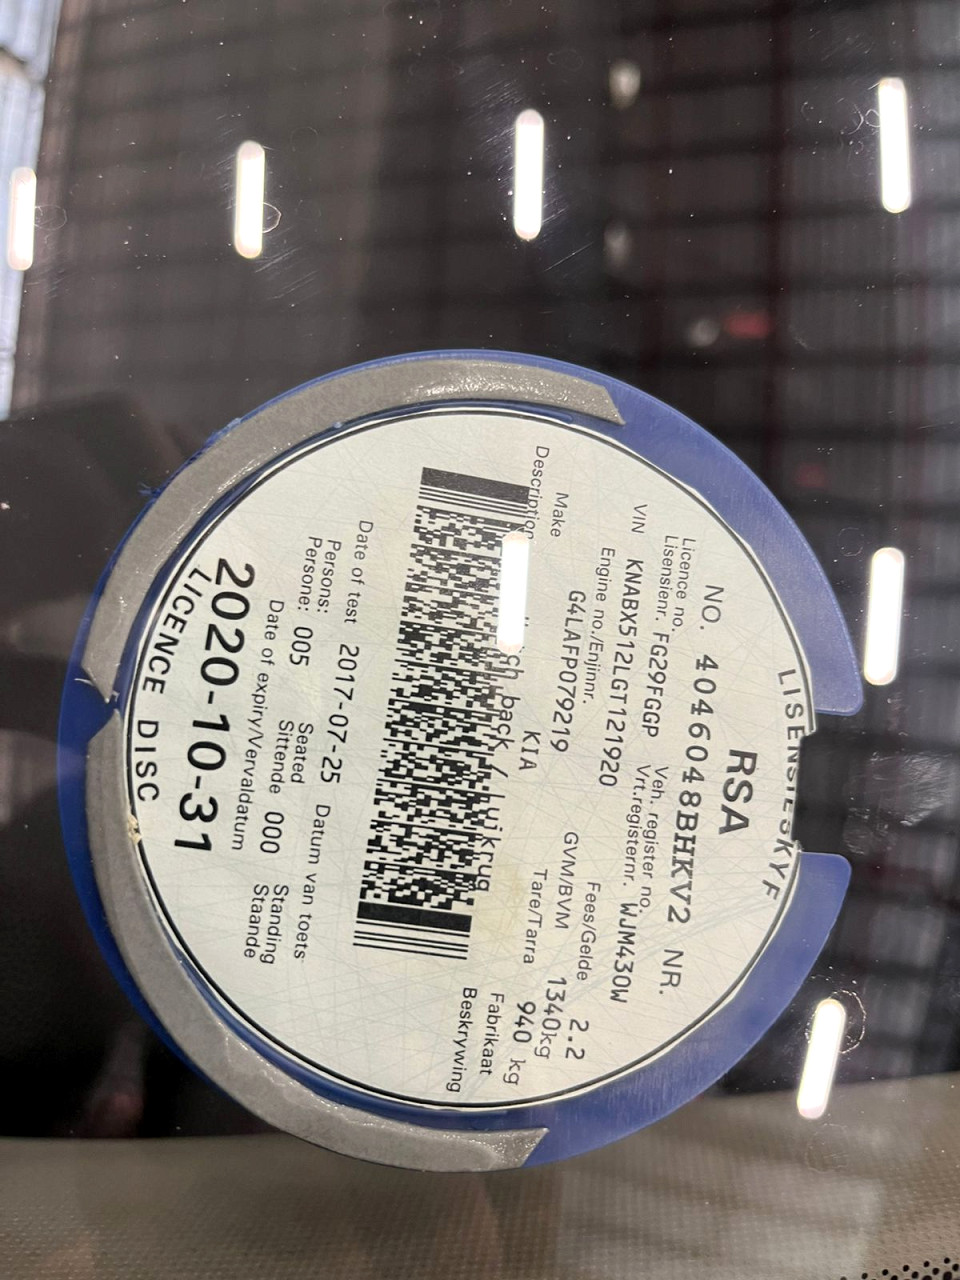 LISENSIESKYF
RSA
NO. 4046048BHKV2 NR.
Licence no. Veh. register no.
Lisensienr. FG29FGGP Vrt.registernr. WJM430W
VIN KNABX512LGT121920
Engine no./Enjinnr. Fees/Gelde 2.2
G4LAFP079219 GVM/BVM 1340kg
Make KIA Tare/Tarra 940 kg
Fabrikaat
Description back / luikrug Beskrywing
Date of test 2017-07-25 Datum van toets
Persons: Seated Standing
Persone: 005 Sittende 000 Staande
Date of expiry/Vervaldatum
2020-10-31
LICENCE DISC